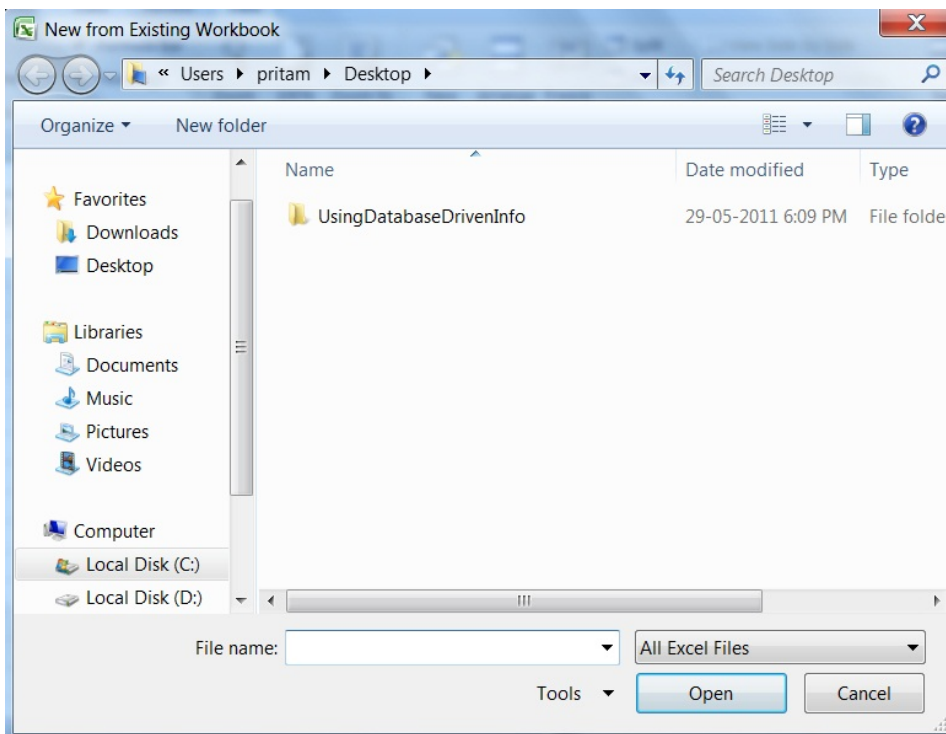 New from Existing Workbook
« Users ▸ pritam ▸ Desktop ▸ Search Desktop
Organize New folder
Name Date modified Type
Favorites
UsingDatabaseDrivenInfo 29-05-2011 6:09 PM File folde
Downloads
Desktop
Libraries
Documents
Music
Pictures
Videos
Computer
Local Disk (C:)
Local Disk (D:)
File name: All Excel Files
Tools Open Cancel